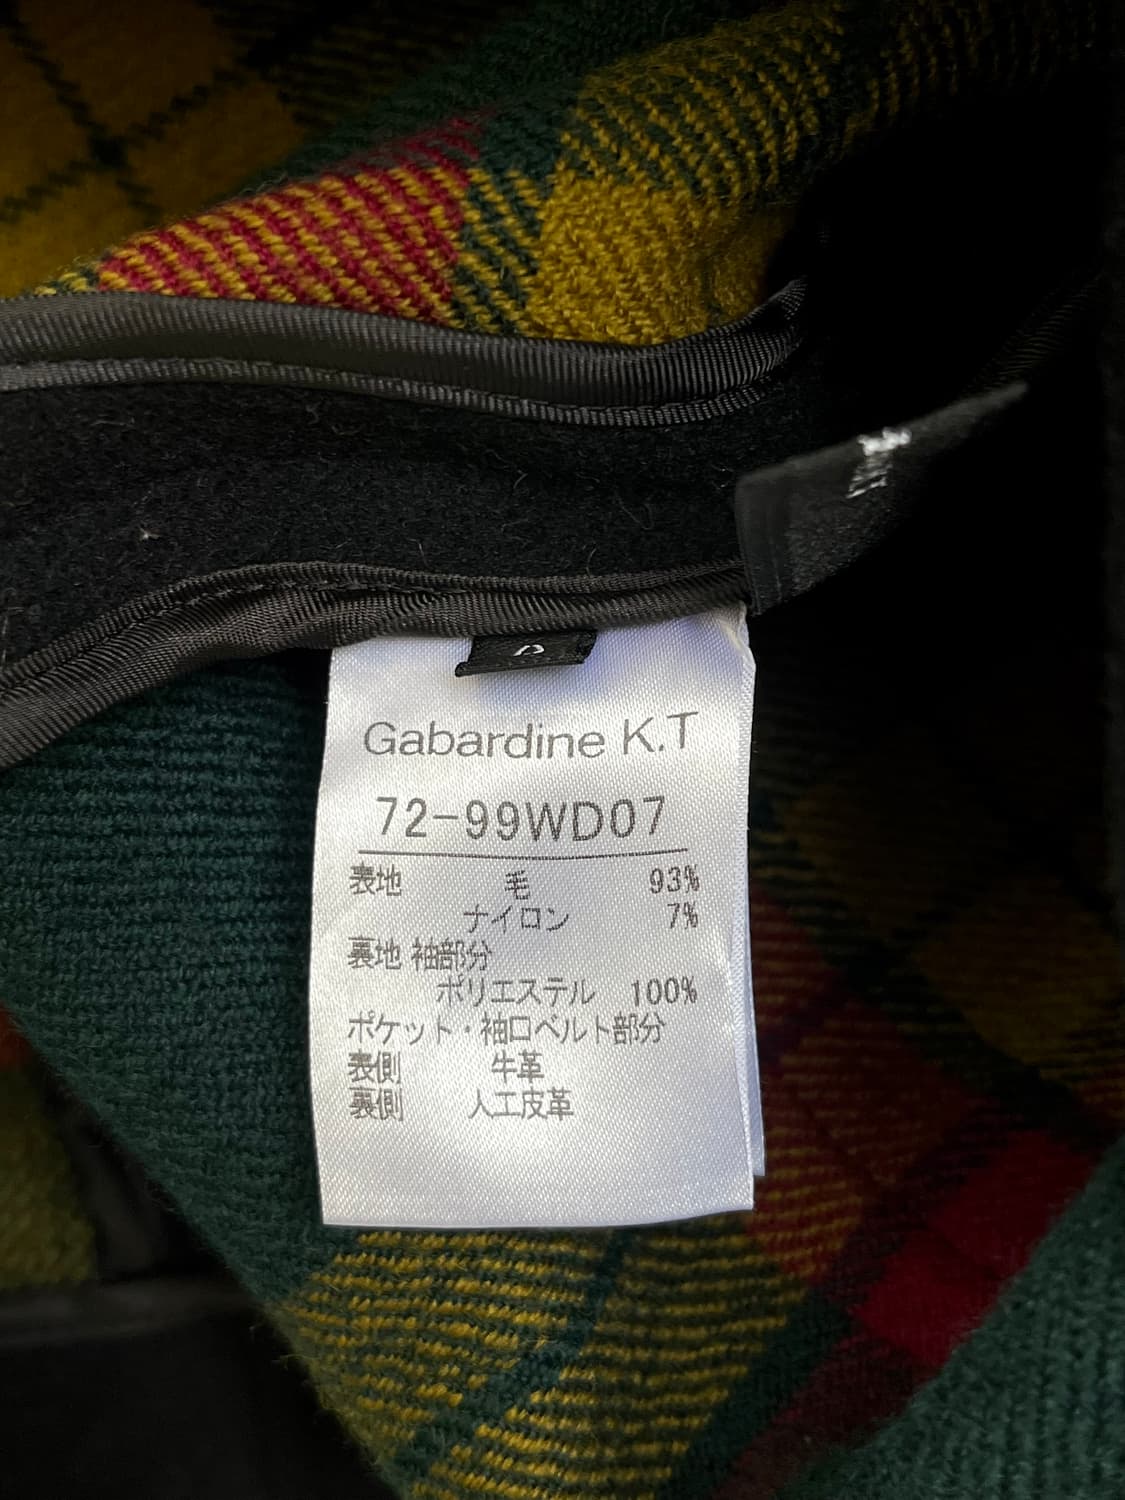 Gabardine K.T
72-99WD07
表地 毛 93%
ナイロン 7%
裏地 袖部分
ポリエステル 100%
ポケット・袖口ベルト部分
表側 牛革
裏側 人工皮革